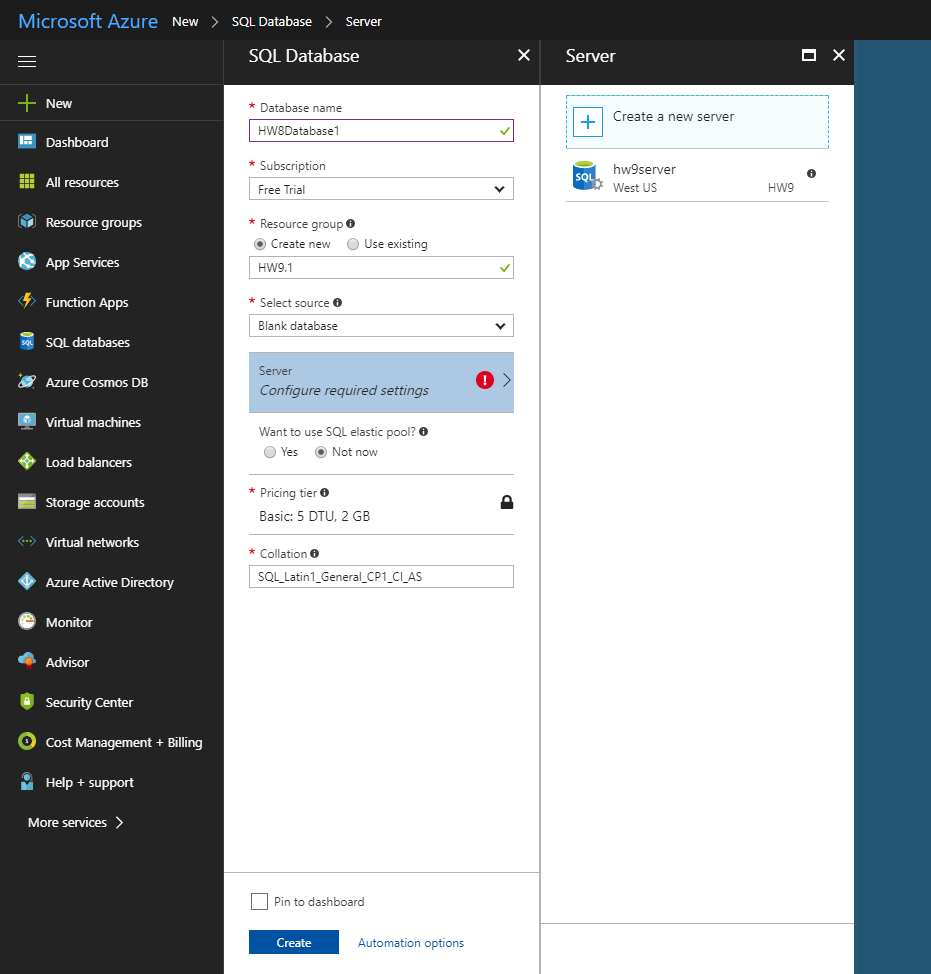 Microsoft Azure New > SQL Database > Server
New
Dashboard
All resources
Resource groups
App Services
Function Apps
SQL databases
Azure Cosmos DB
Virtual machines
Load balancers
Storage accounts
Virtual networks
Azure Active Directory
Monitor
Advisor
Security Center
Cost Management + Billing
Help + support
More services >
SQL Database
* Database name
HW8Database1
* Subscription
Free Trial
* Resource group
Create new Use existing
HW9.1
* Select source
Blank database
Server
Configure required settings
Want to use SQL elastic pool?
Yes Not now
* Pricing tier
Basic: 5 DTU, 2 GB
* Collation
SQL_Latin1_General_CP1_CI_AS
Pin to dashboard
Create Automation options
Server
Create a new server
SQL
hw9server
West US HW9